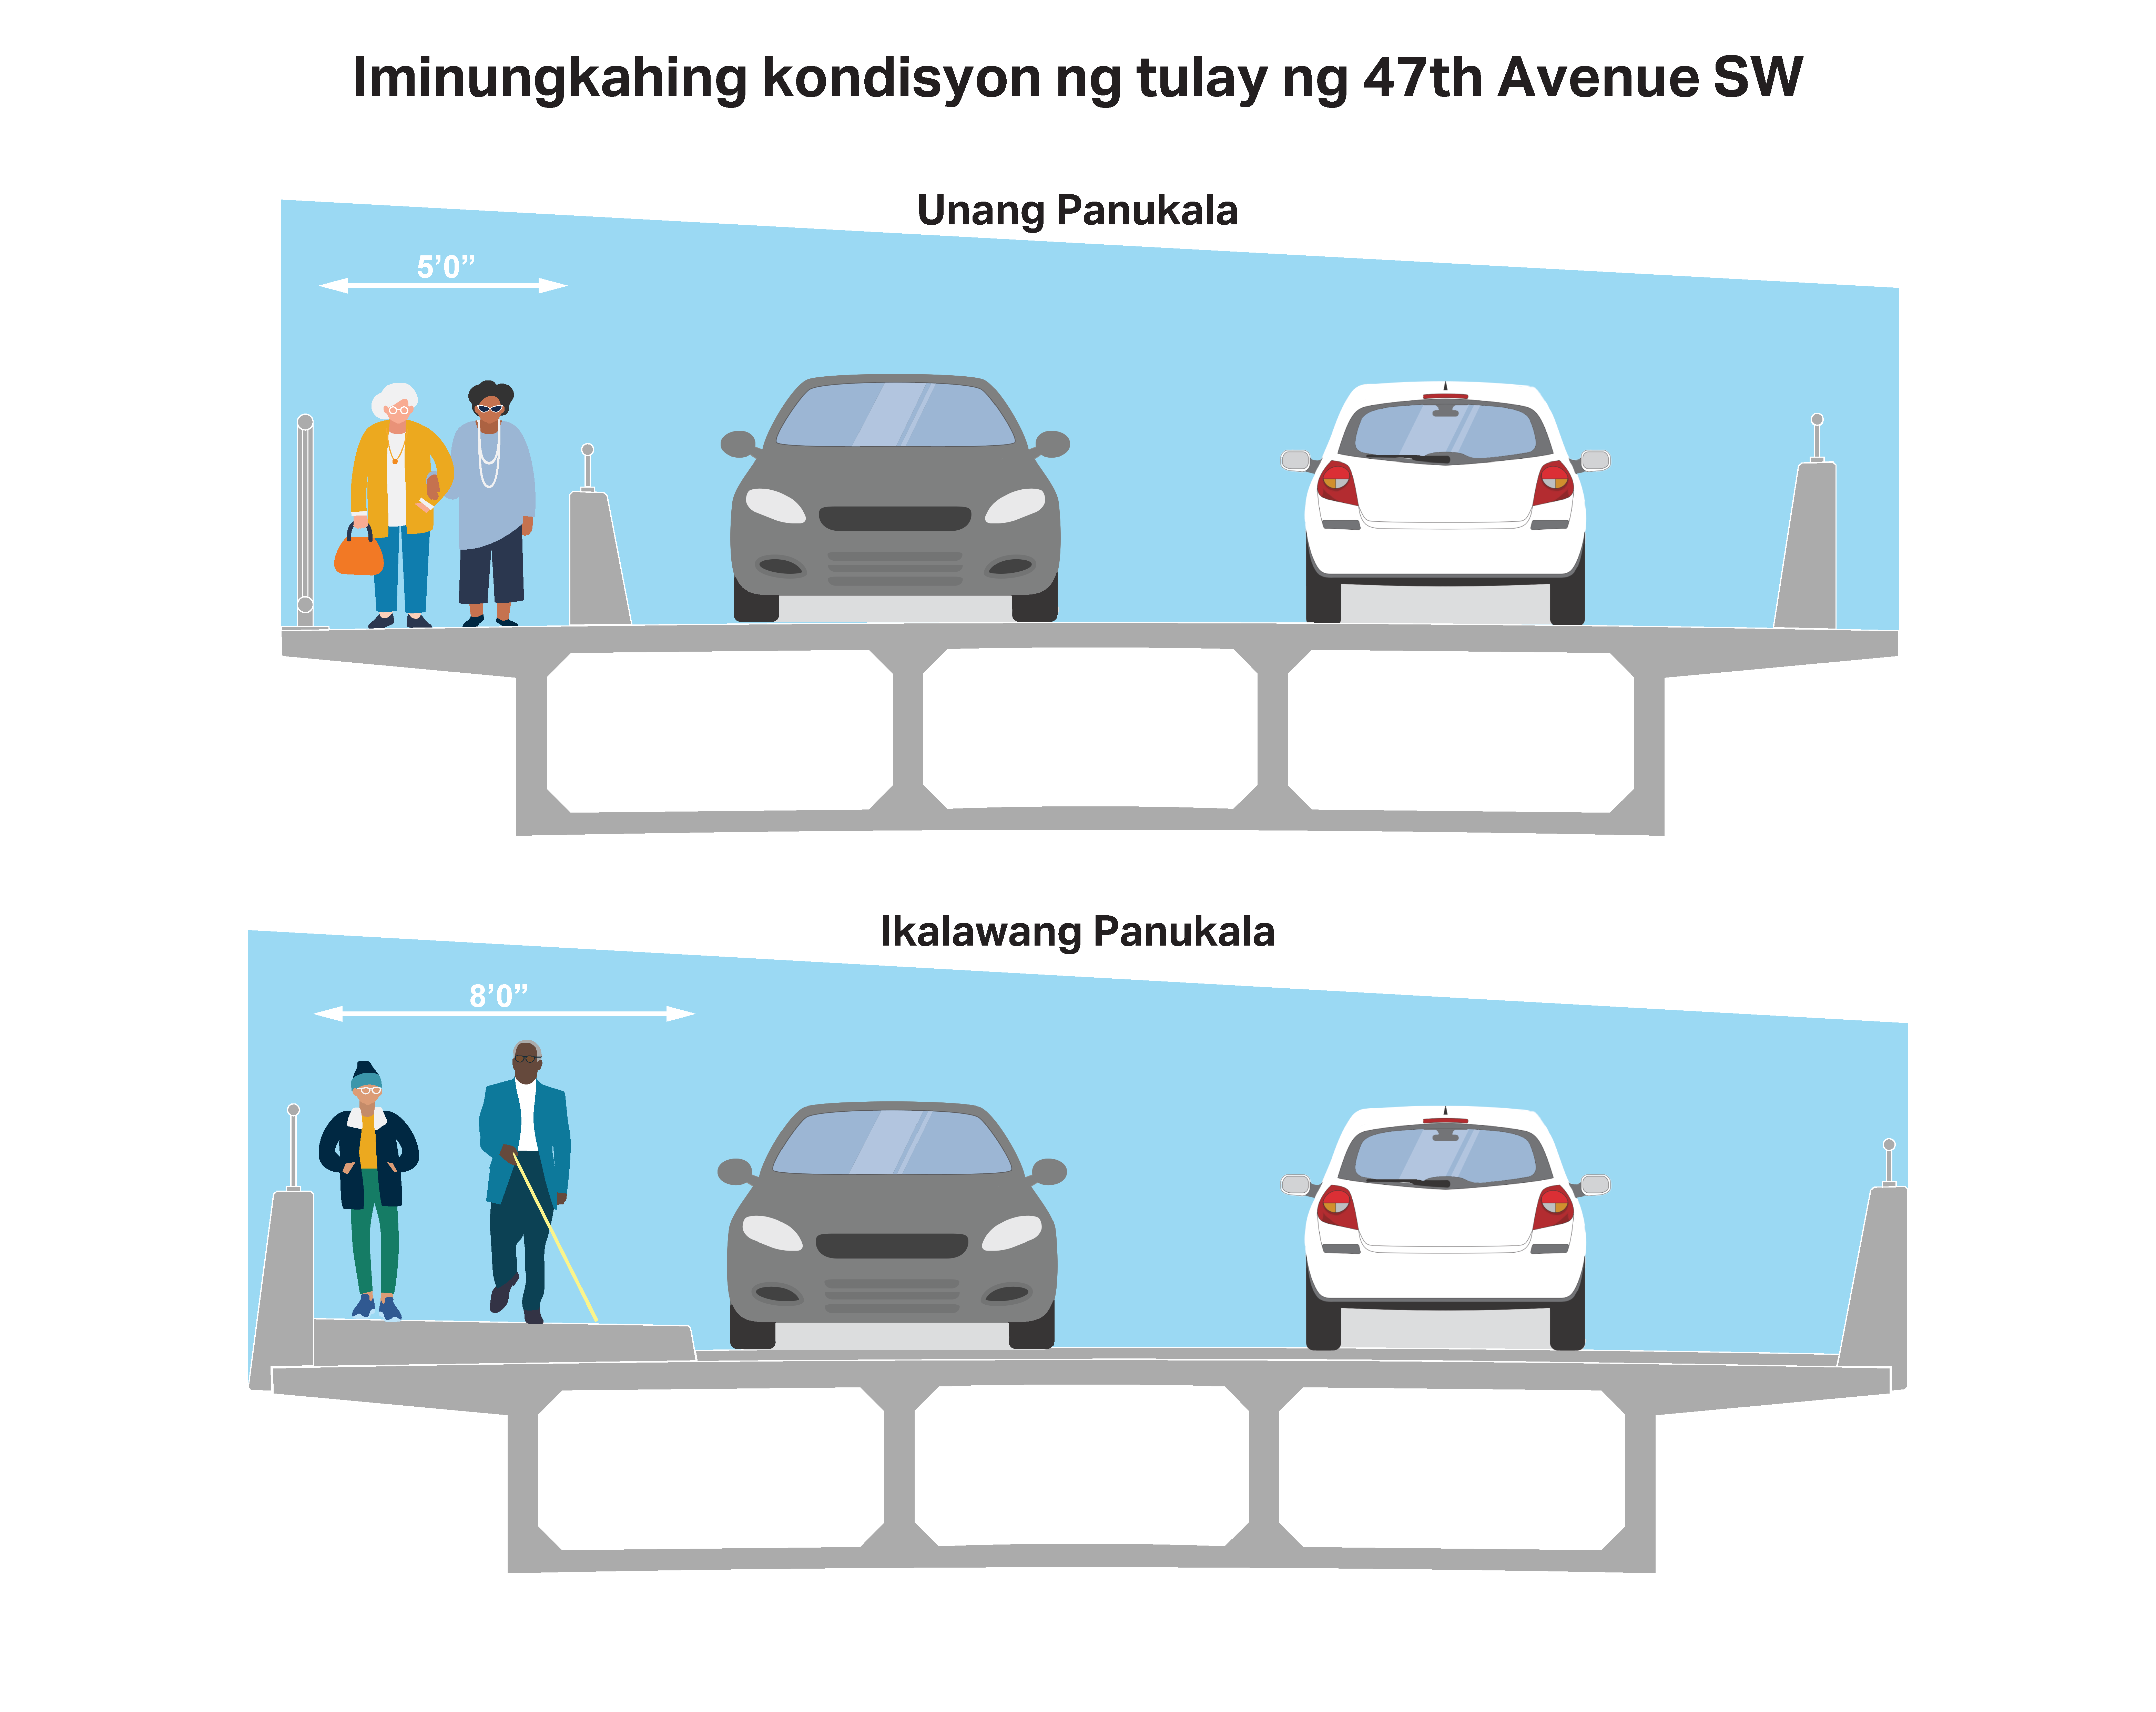 Iminungkahing kondisyon ng tulay ng 47th Avenue SW
Unang Panukala
5’0”
Ikalawang Panukala
8’0”